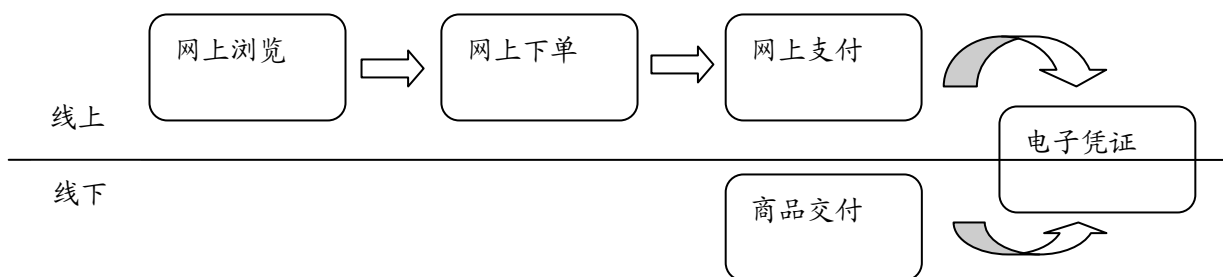 网上浏览
网上下单
网上支付
线上
电子凭证
线下
商品交付